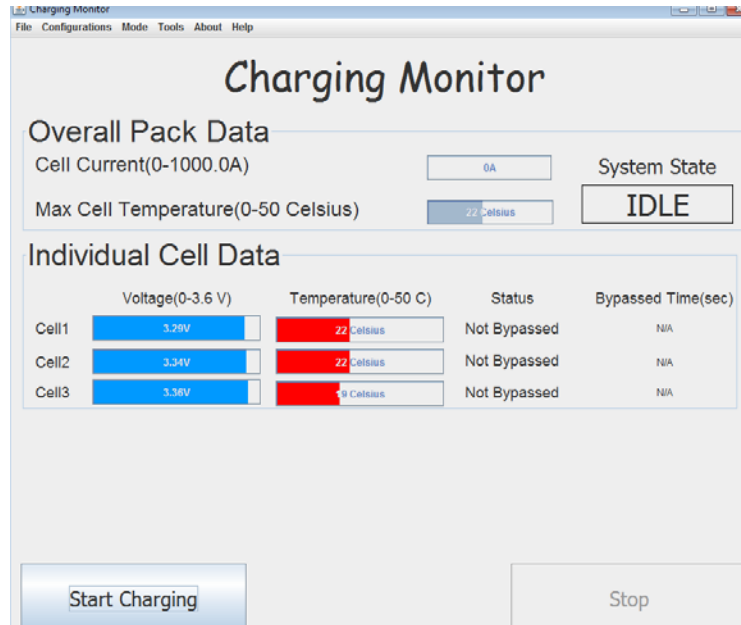 Charging Monitor
File Configurations Mode Tools About Help
Charging Monitor
Overall Pack Data
Cell Current(0-1000.0A) 0A System State
Max Cell Temperature(0-50 Celsius) 22 Celsius IDLE
Individual Cell Data
Voltage(0-3.6 V) Temperature(0-50 C) Status Bypassed Time(sec)
Cell1 3.29V 22 Celsius Not Bypassed N/A
Cell2 3.34V 22 Celsius Not Bypassed N/A
Cell3 3.36V 19 Celsius Not Bypassed N/A
Start Charging Stop